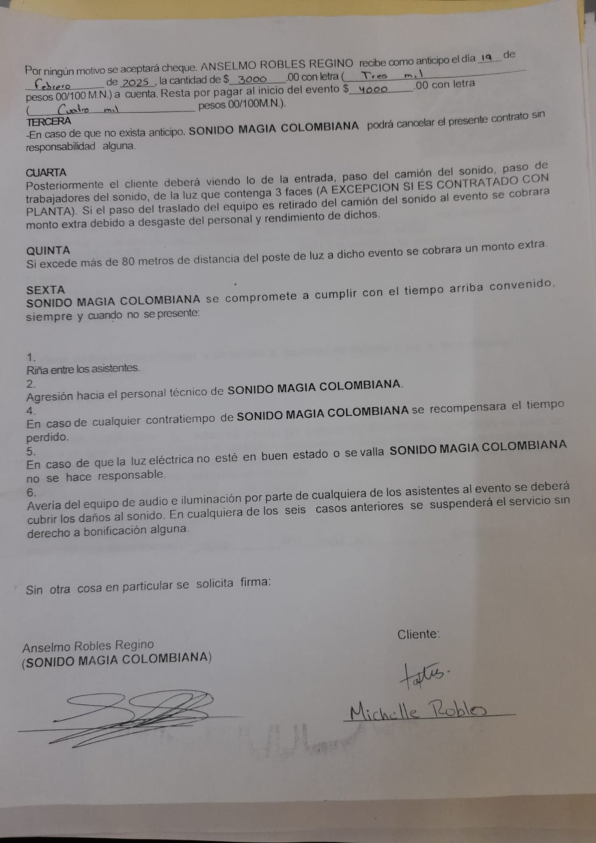 Por ningún motivo se aceptará cheque. ANSELMO ROBLES REGINO recibe como anticipo el día 19 de
Febrero de 2025, la cantidad de $ 3000 .00 con letra ( Tres mil
pesos 00/100 M.N.) a cuenta. Resta por pagar al inicio del evento $ 4000 .00 con letra
( Cuatro mil pesos 00/100M.N.).
TERCERA
-En caso de que no exista anticipo, SONIDO MAGIA COLOMBIANA podrá cancelar el presente contrato sin
responsabilidad alguna.
CUARTA
Posteriormente el cliente deberá viendo lo de la entrada, paso del camión del sonido, paso de
trabajadores del sonido, de la luz que contenga 3 faces (A EXCEPCION SI ES CONTRATADO CON
PLANTA). Si el paso del traslado del equipo es retirado del camión del sonido al evento se cobrara
monto extra debido a desgaste del personal y rendimiento de dichos.
QUINTA
Si excede más de 80 metros de distancia del poste de luz a dicho evento se cobrara un monto extra.
SEXTA
SONIDO MAGIA COLOMBIANA se compromete a cumplir con el tiempo arriba convenido,
siempre y cuando no se presente:
1.
Riña entre los asistentes.
2.
Agresión hacia el personal técnico de SONIDO MAGIA COLOMBIANA.
4.
En caso de cualquier contratiempo de SONIDO MAGIA COLOMBIANA se recompensara el tiempo
perdido.
5.
En caso de que la luz eléctrica no esté en buen estado o se valla SONIDO MAGIA COLOMBIANA
no se hace responsable.
6.
Avería del equipo de audio e iluminación por parte de cualquiera de los asistentes al evento se deberá
cubrir los daños al sonido. En cualquiera de los seis casos anteriores se suspenderá el servicio sin
derecho a bonificación alguna.
Sin otra cosa en particular se solicita firma:
Cliente:
Anselmo Robles Regino
(SONIDO MAGIA COLOMBIANA)
Michelle Robles